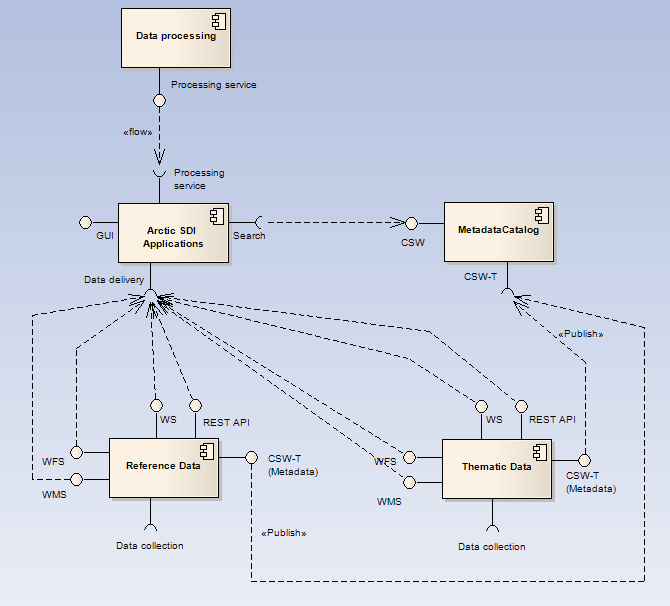 Data processing
Processing service
«flow»
Processing
service
GUI
Arctic SDI
Applications
Search
CSW
MetadataCatalog
Data delivery
CSW-T
«Publish»
WS
REST API
WS
REST API
WFS
Reference Data
CSW-T
(Metadata)
WMS
WFS
Thematic Data
CSW-T
(Metadata)
WMS
«Publish»
Data collection
Data collection